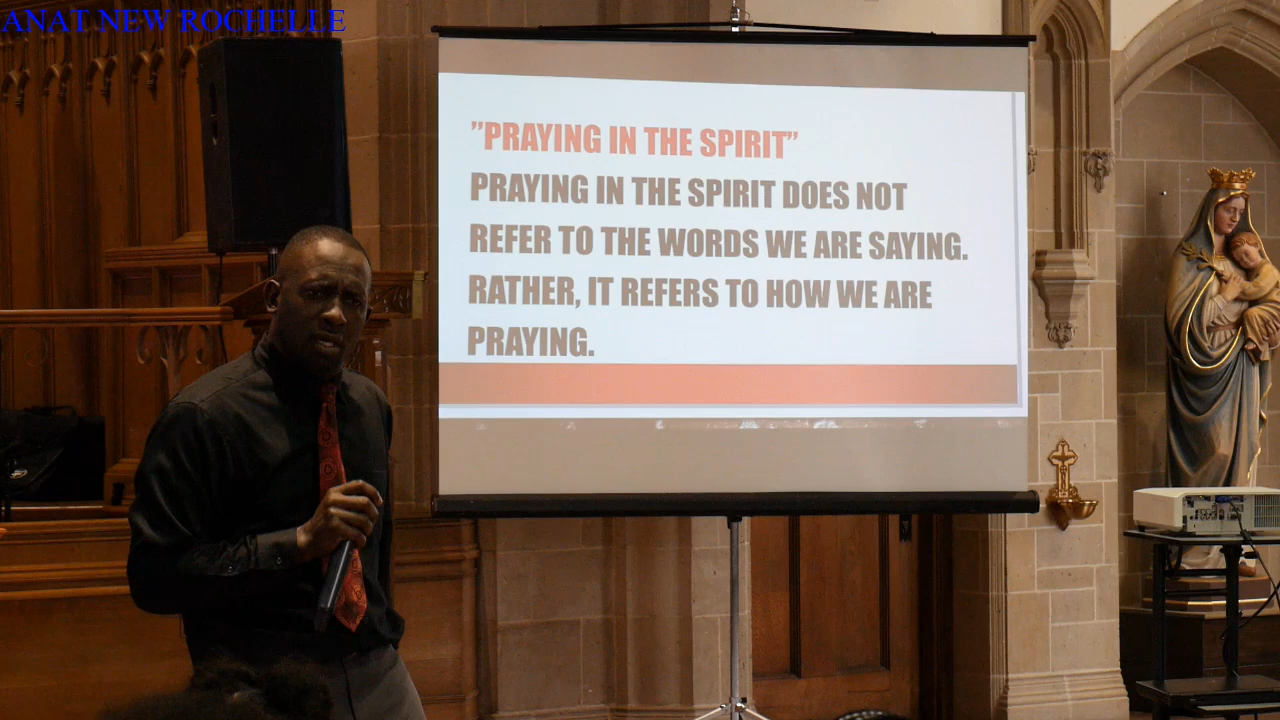 ANAT NEW ROCHELLE
”PRAYING IN THE SPIRIT”
PRAYING IN THE SPIRIT DOES NOT
REFER TO THE WORDS WE ARE SAYING.
RATHER, IT REFERS TO HOW WE ARE
PRAYING.